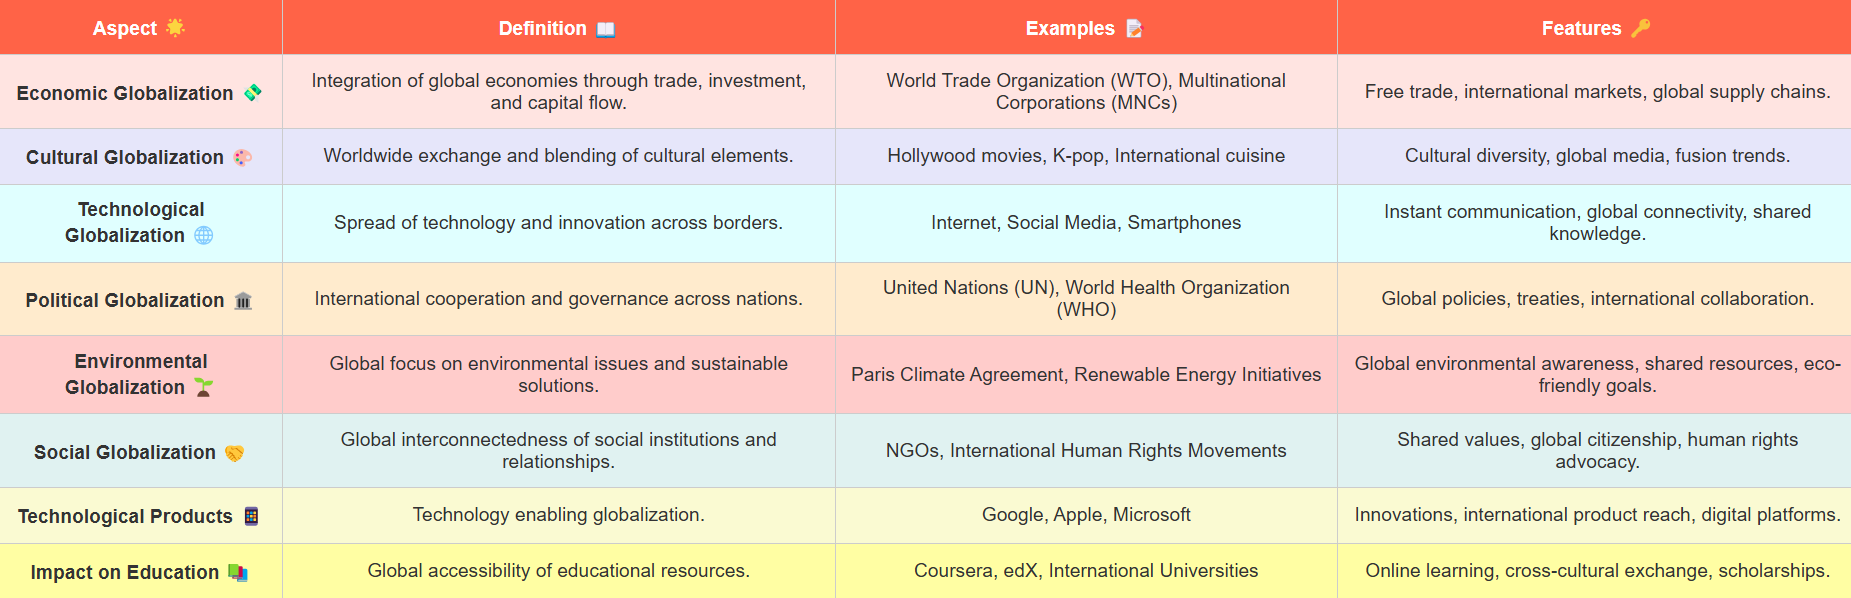 Aspect 🌟
Definition 📖
Examples 📝
Features 🔑
Economic Globalization 💸
Integration of global economies through trade, investment,
and capital flow.
World Trade Organization (WTO), Multinational
Corporations (MNCs)
Free trade, international markets, global supply chains.
Cultural Globalization 🎨
Worldwide exchange and blending of cultural elements.
Hollywood movies, K-pop, International cuisine
Cultural diversity, global media, fusion trends.
Technological
Globalization 🌐
Spread of technology and innovation across borders.
Internet, Social Media, Smartphones
Instant communication, global connectivity, shared
knowledge.
Political Globalization 🏛️
International cooperation and governance across nations.
United Nations (UN), World Health Organization
(WHO)
Global policies, treaties, international collaboration.
Environmental
Globalization 🌱
Global focus on environmental issues and sustainable
solutions.
Paris Climate Agreement, Renewable Energy Initiatives
Global environmental awareness, shared resources, eco-
friendly goals.
Social Globalization 🤝
Global interconnectedness of social institutions and
relationships.
NGOs, International Human Rights Movements
Shared values, global citizenship, human rights
advocacy.
Technological Products 📱
Technology enabling globalization.
Google, Apple, Microsoft
Innovations, international product reach, digital platforms.
Impact on Education 📚
Global accessibility of educational resources.
Coursera, edX, International Universities
Online learning, cross-cultural exchange, scholarships.